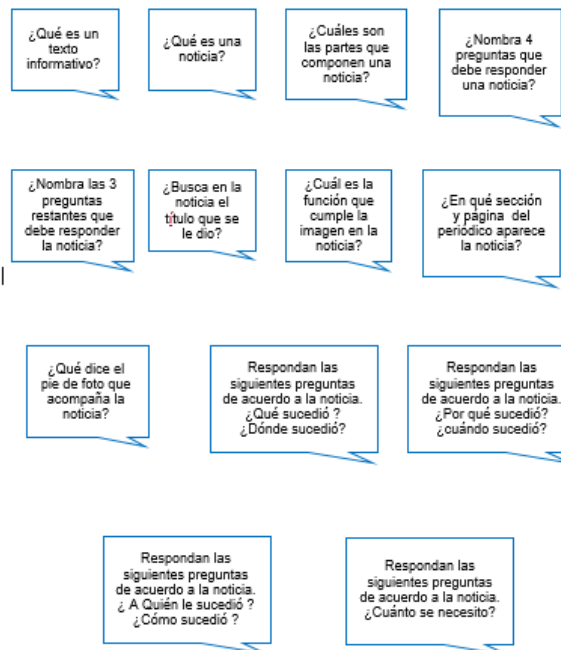 ¿Qué es un
texto
informativo?
¿Qué es una
noticia?
¿Cuáles son
las partes que
componen una
noticia?
¿Nombra 4
preguntas que
debe responder
una noticia?
¿Nombra las 3
preguntas
restantes que
debe responder
la noticia?
¿Busca en la
noticia el
título que se
le dio?
¿Cuál es la
función que
cumple la
imagen en la
noticia?
¿En qué sección
y página del
periódico aparece
la noticia?
¿Qué dice el
pie de foto que
acompaña la
noticia?
Respondan las
siguientes preguntas
de acuerdo a la noticia.
¿Qué sucedió ?
¿Dónde sucedió?
Respondan las
siguientes preguntas
de acuerdo a la noticia.
¿Por qué sucedió?
¿cuándo sucedió?
Respondan las
siguientes preguntas
de acuerdo a la noticia.
¿ A Quién le sucedió ?
¿Cómo sucedió ?
Respondan las
siguientes preguntas
de acuerdo a la noticia.
¿Cuánto se necesito?